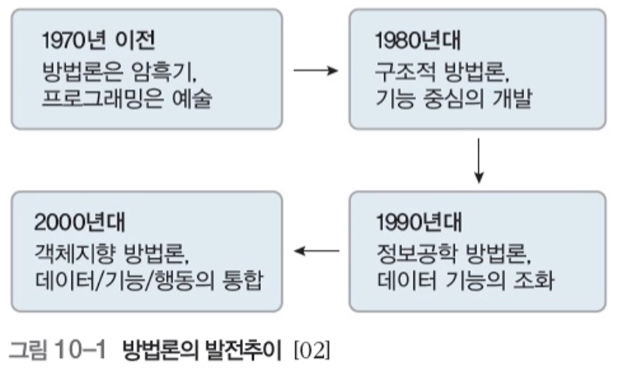 1970년 이전
방법론은 암흑기,
프로그래밍은 예술
1980년대
구조적 방법론,
기능 중심의 개발
1990년대
정보공학 방법론,
데이터 기능의 조화
2000년대
객체지향 방법론,
데이터/기능/행동의 통합
그림 10-1 방법론의 발전추이 [02]